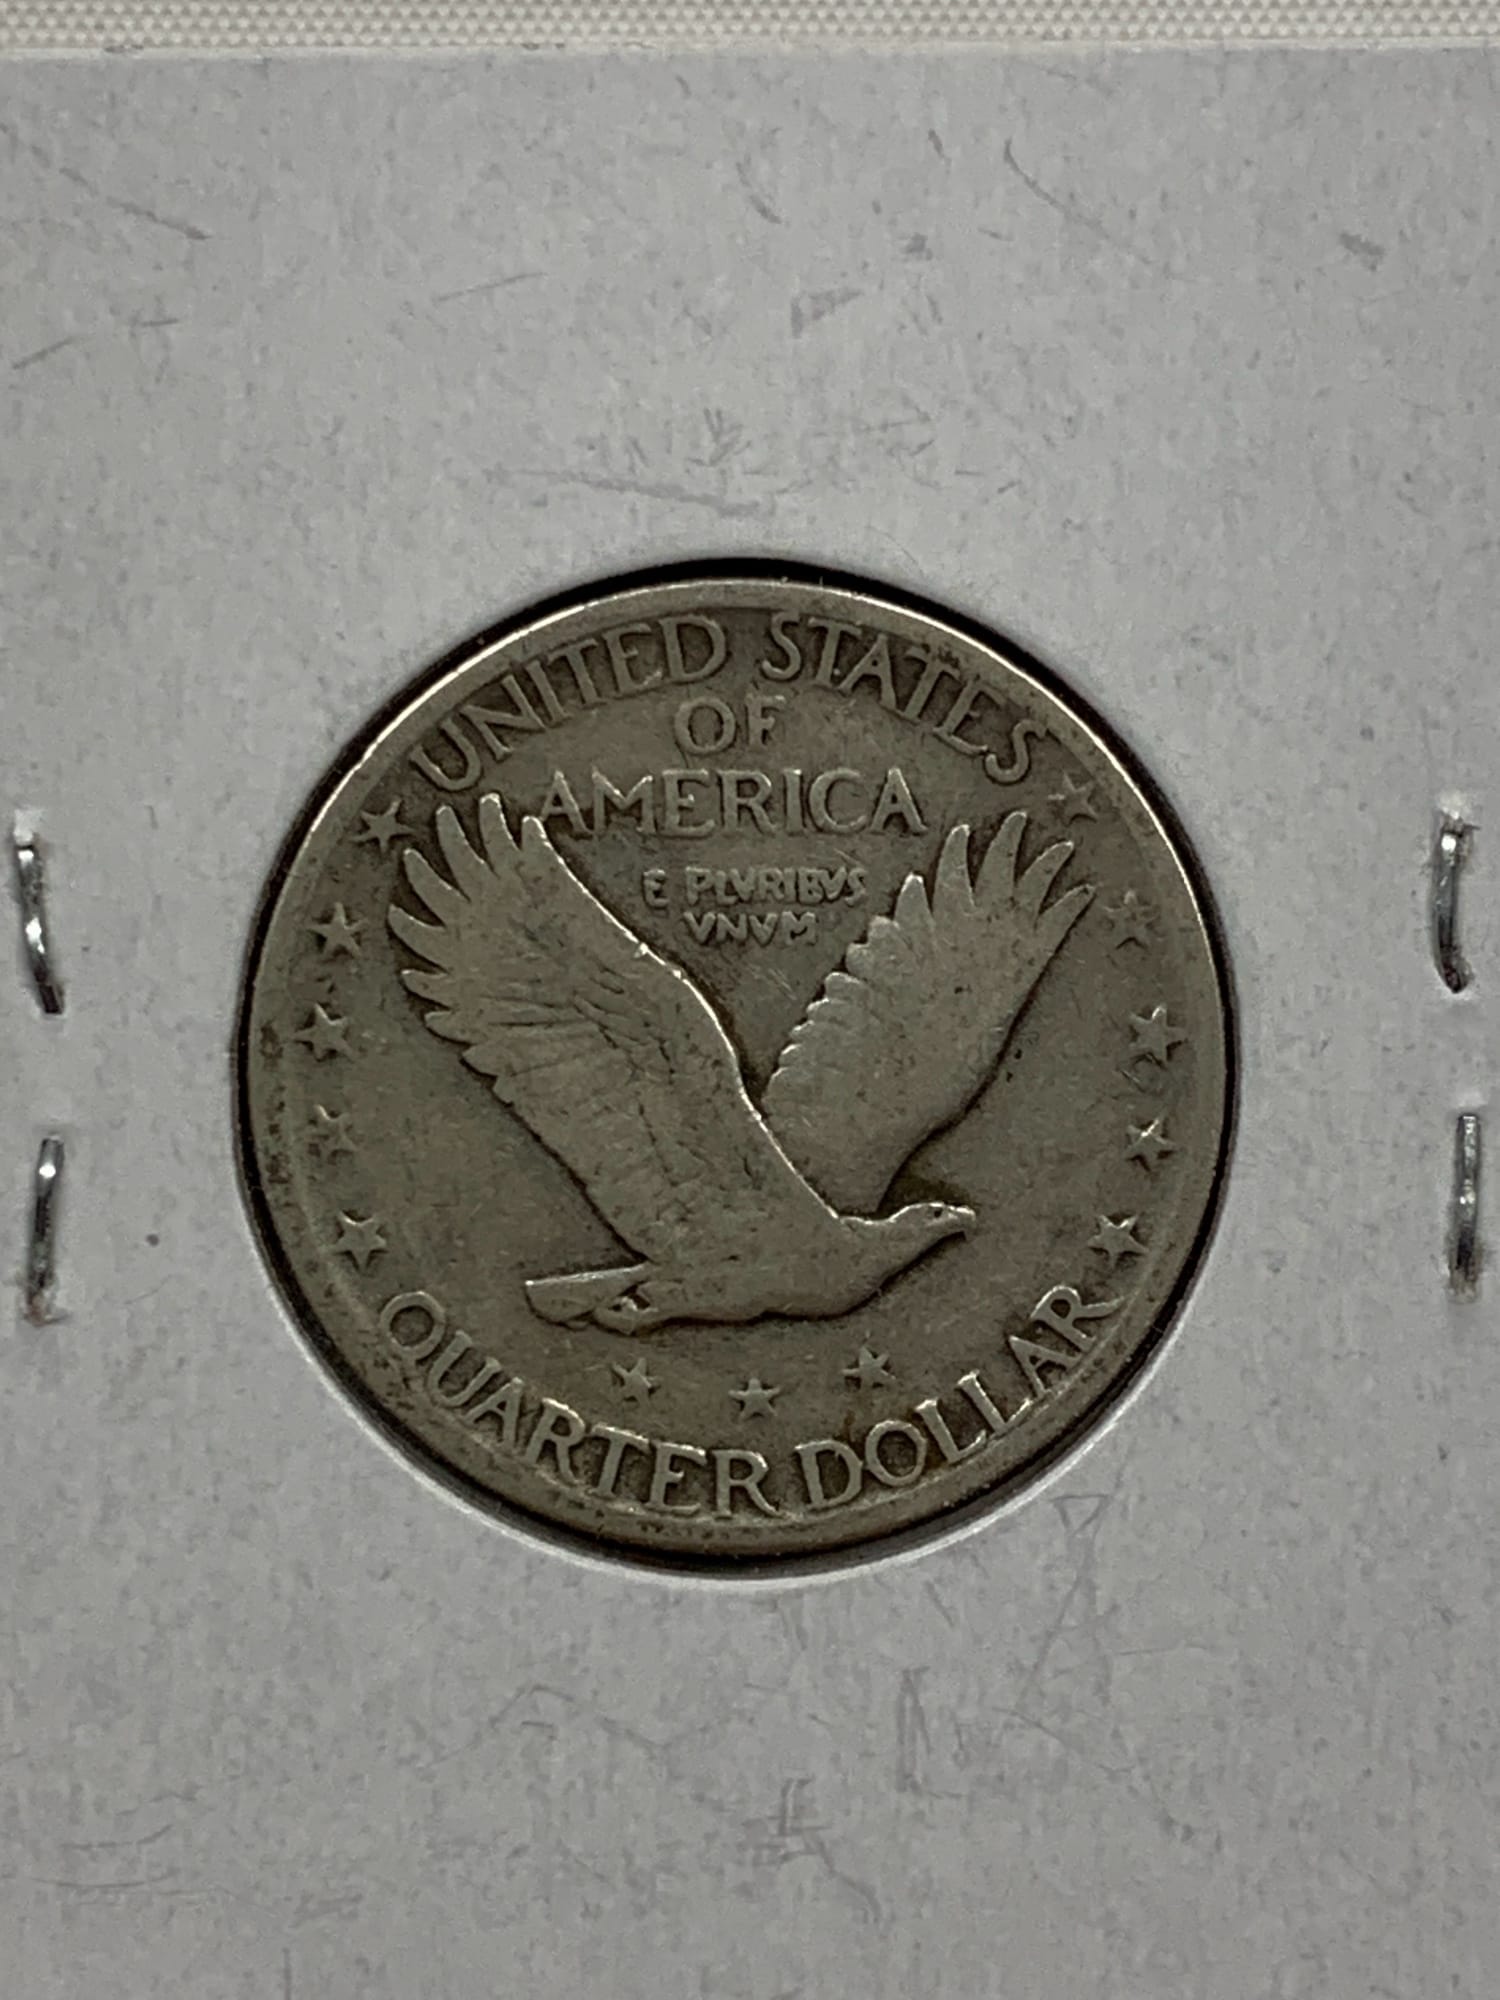 UNITED STATES
OF
AMERICA
E PLVRIBVS
VNVM
QUARTER DOLLAR